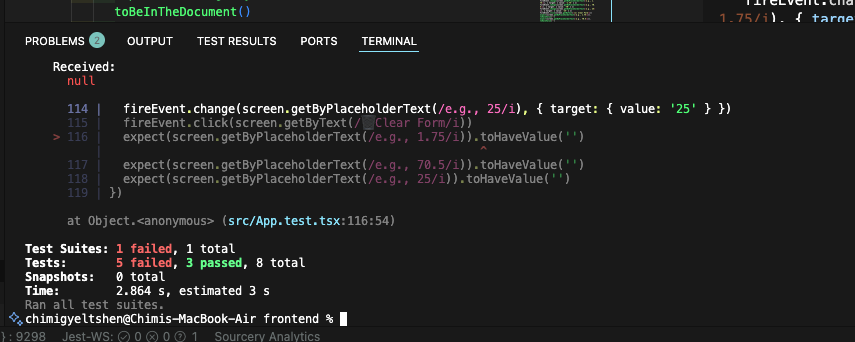 toBeInTheDocument()
fireEvent.cha
1.75/i), { targe
PROBLEMS 2 OUTPUT TEST RESULTS PORTS TERMINAL
Received:
null
114 | fireEvent.change(screen.getByPlaceholderText(/e.g., 25/i), { target: { value: '25' } })
115 | fireEvent.click(screen.getByText(/ Clear Form/i))
> 116 | expect(screen.getByPlaceholderText(/e.g., 1.75/i)).toHaveValue('')
| ^
117 | expect(screen.getByPlaceholderText(/e.g., 70.5/i)).toHaveValue('')
118 | expect(screen.getByPlaceholderText(/e.g., 25/i)).toHaveValue('')
119 | })
at Object.<anonymous> (src/App.test.tsx:116:54)
Test Suites: 1 failed, 1 total
Tests: 5 failed, 3 passed, 8 total
Snapshots: 0 total
Time: 2.864 s, estimated 3 s
Ran all test suites.
chimigyeltshen@Chimis-MacBook-Air frontend %
} : 9298 Jest-WS: 0 0 1 Sourcery Analytics